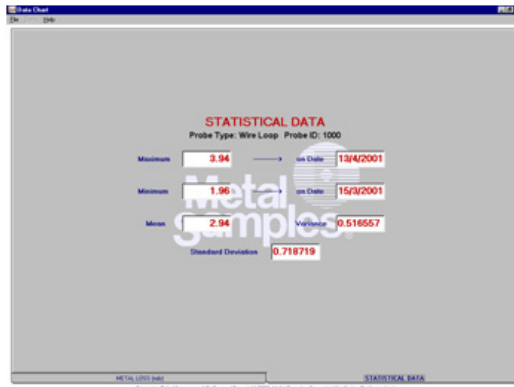 Data Chart
File Help
STATISTICAL DATA
Probe Type: Wire Loop Probe ID: 1000
Maximum 3.94 on Date 13/4/2001
Minimum 1.96 on Date 15/3/2001
Metal Samples
Mean 2.94 Variance 0.516557
Standard Deviation 0.718719
METAL LOSS (mils) STATISTICAL DATA